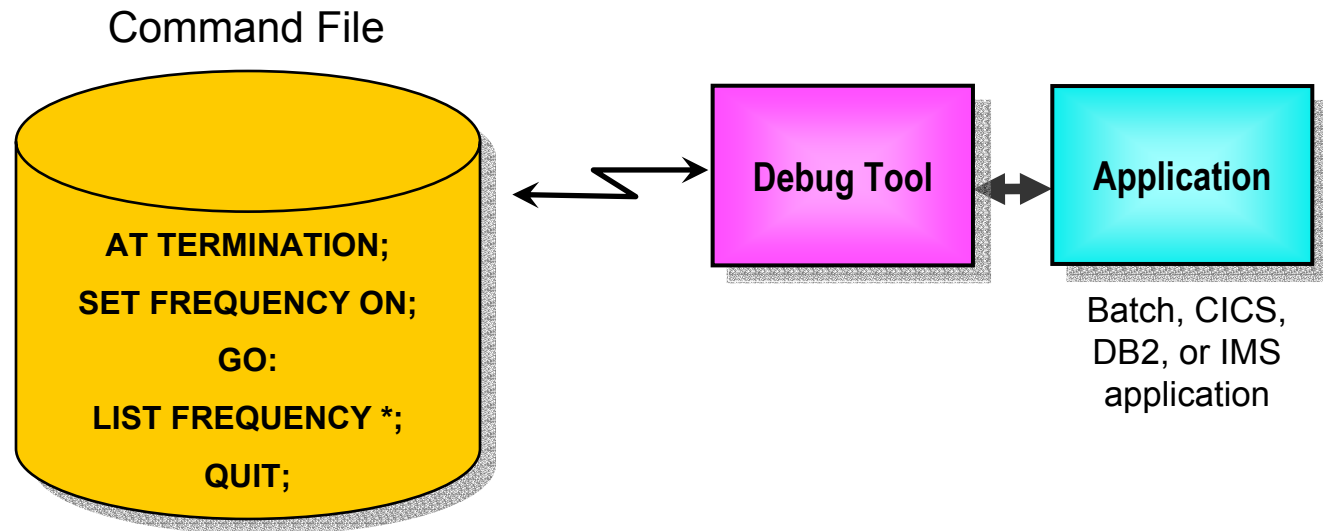 Command File
AT TERMINATION;
SET FREQUENCY ON;
GO:
LIST FREQUENCY *;
QUIT;
Debug Tool
Application
Batch, CICS,
DB2, or IMS
application